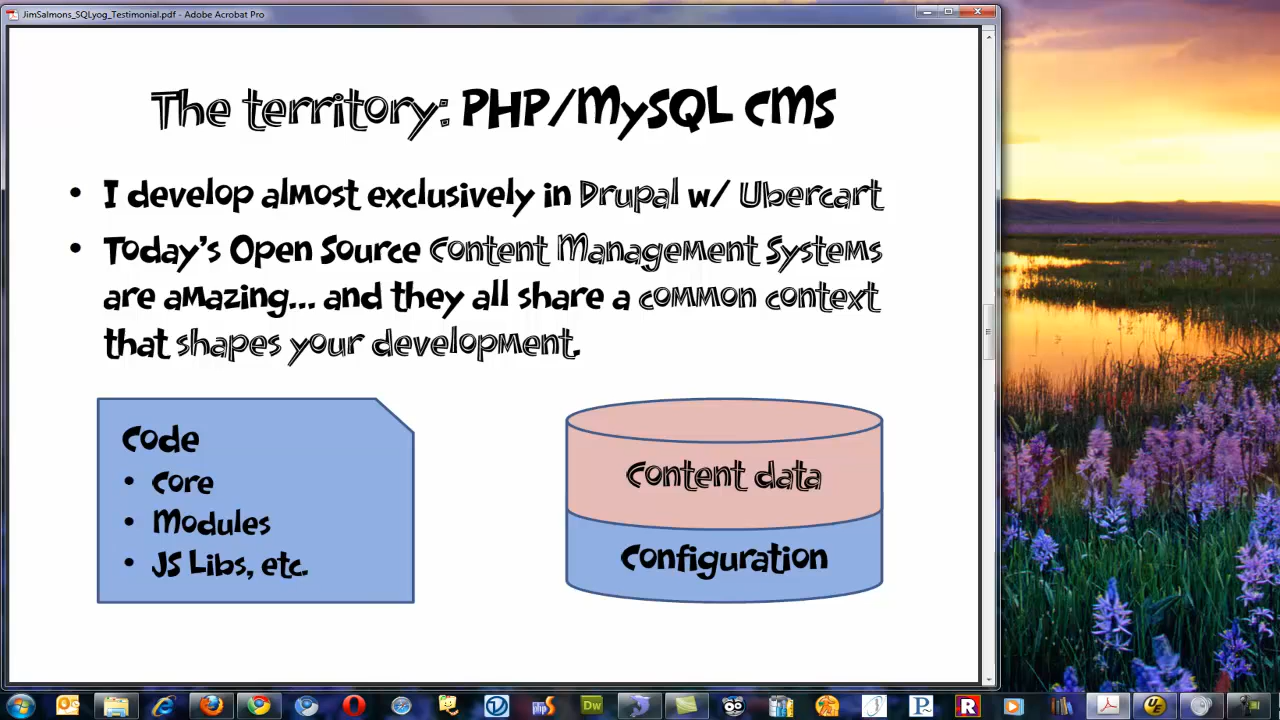 JimSalmons_SQLyog_Testimonial.pdf - Adobe Acrobat Pro
The territory: PHP/MySQL CMS
• I develop almost exclusively in Drupal w/ Ubercart
• Today's Open Source Content Management Systems
are amazing... and they all share a common context
that shapes your development.
Code
• Core
• Modules
• JS Libs, etc.
Content data
Configuration
Dw